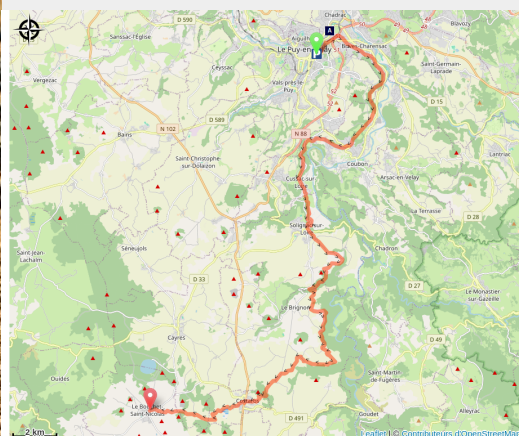 Chadrac
D 590
Blavozy
Sanssac-l'Église
A
Le Puy-en-Velay
P
Brives-Charensac
Ceyssac
Saint-Germain-
Laprade
Vergezac
Vals-près-le-
Puy
D 15
D 589
N 102
N 88
Bains
Lantriac
Saint-Christophe
-sur-Dolaizon
Coubon
Cussac-sur-
Loire
Arsac-en-Velay
La Terrasse
D 28
Solignac-sur-
Loire
Séneujols
Chadron
Saint-Jean-
Lachalm
D 33
D 27
Le Monastier
-sur-Gazeille
Le Brignon
D 49
Cayres
Saint-Martin-
de-Fugères
Ouides
Costaros
Le Bouchet-
Saint-Nicolas
Goudet
Alleyrac
D 491
2 km
Leaflet | © Contributeurs d'OpenStreetMap